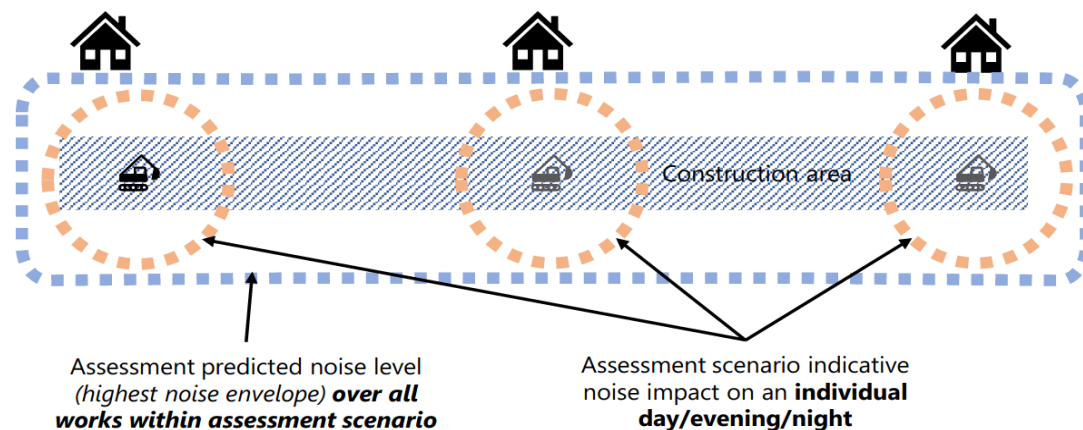 Construction area
Assessment predicted noise level
(highest noise envelope) over all
works within assessment scenario
Assessment scenario indicative
noise impact on an individual
day/evening/night